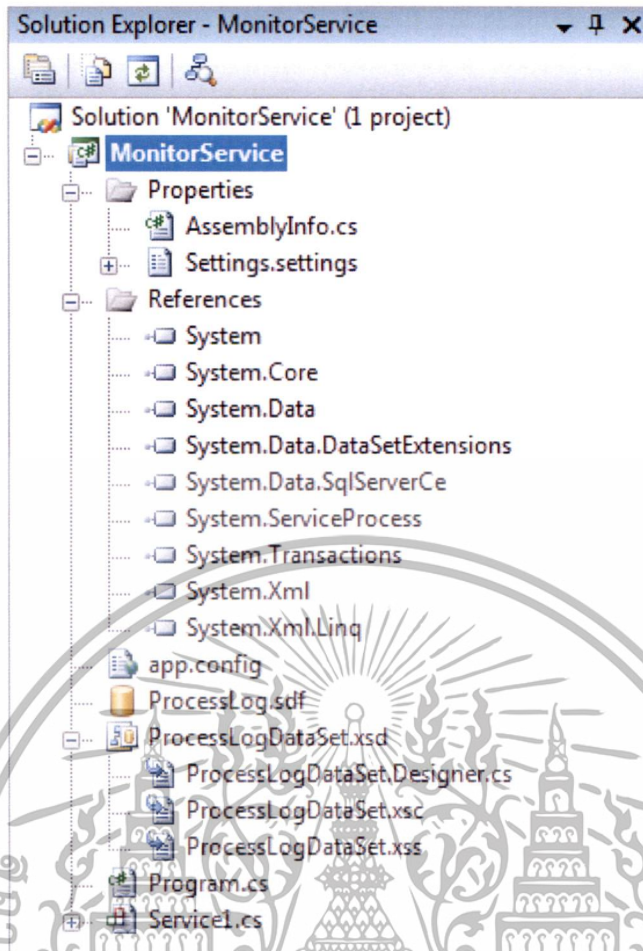 Solution Explorer - MonitorService
Solution 'MonitorService' (1 project)
MonitorService
Properties
AssemblyInfo.cs
Settings.settings
References
System
System.Core
System.Data
System.Data.DataSetExtensions
System.Data.SqlServerCe
System.ServiceProcess
System.Transactions
System.Xml
System.Xml.Linq
app.config
ProcessLog.sdf
ProcessLogDataSet.xsd
ProcessLogDataSet.Designer.cs
ProcessLogDataSet.xsc
ProcessLogDataSet.xss
Program.cs
Service1.cs